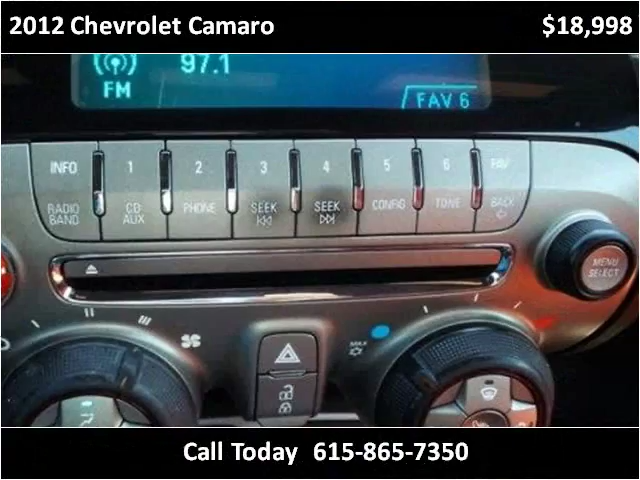 2012 Chevrolet Camaro $18,998
97.1
FM FAV 6
INFO 1 2 3 4 5 6 FAV
RADIO BAND CD AUX PHONE SEEK SEEK CONFIG TONE BACK
MENU SELECT
MAX
Call Today 615-865-7350